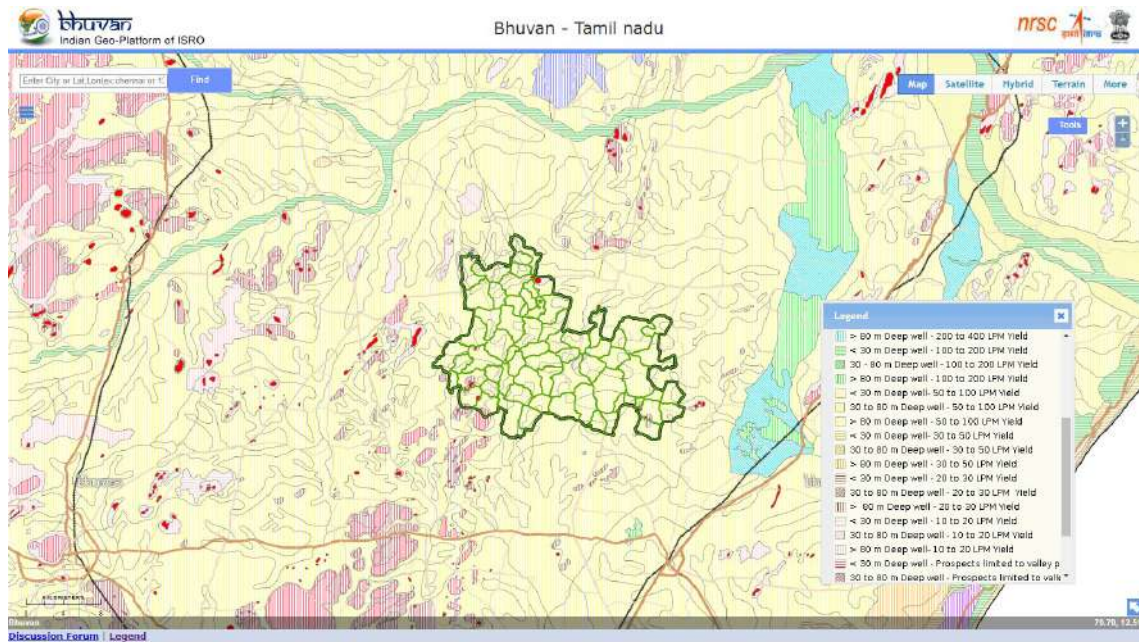 bhuvan
Indian Geo-Platform of ISRO
Bhuvan - Tamil nadu
nrsc
Find
Map Satellite Hybrid Terrain More
Tools
+
-
Legend
> 80 m Deep well - 200 to 400 LPM Yield
< 30 m Deep well - 100 to 200 LPM Yield
30 - 80 m Deep well - 100 to 200 LPM Yield
> 80 m Deep well - 100 to 200 LPM Yield
< 30 m Deep well- 50 to 100 LPM Yield
30 to 80 m Deep well - 50 to 100 LPM Yield
> 80 m Deep well - 50 to 100 LPM Yield
< 30 m Deep well- 30 to 50 LPM Yield
30 to 80 m Deep well - 30 to 50 LPM Yield
> 80 m Deep well - 30 to 50 LPM Yield
< 30 m Deep well - 20 to 30 LPM Yield
30 to 80 m Deep well - 20 to 30 LPM Yield
> 80 m Deep well - 20 to 30 LPM Yield
< 30 m Deep well - 10 to 20 LPM Yield
30 to 80 m Deep well - 10 to 20 LPM Yield
> 80 m Deep well- 10 to 20 LPM Yield
< 30 m Deep well - Prospects limited to valley p
30 to 80 m Deep well - Prospects limited to valle
bhuvan
KILOMETERS
Bhuvan
Discussion Forum | Legend